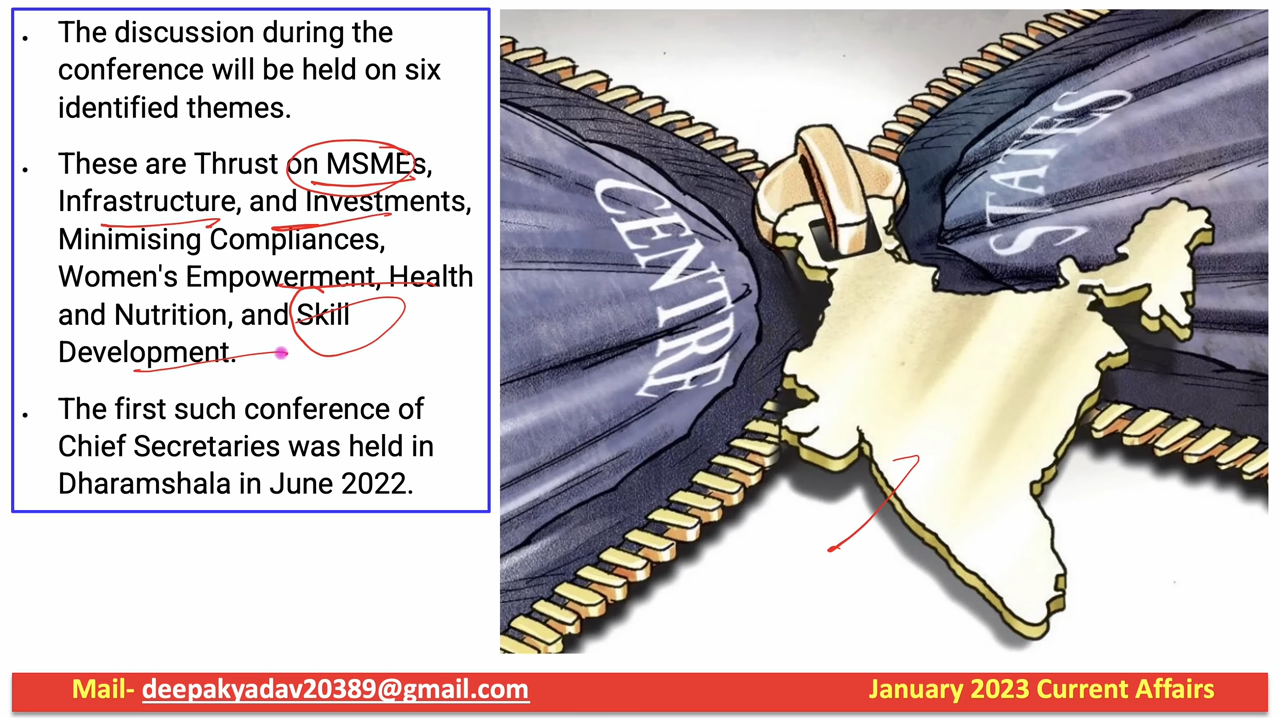 The discussion during the
conference will be held on six
identified themes.
These are Thrust on MSMEs,
Infrastructure, and Investments,
Minimising Compliances,
Women's Empowerment, Health
and Nutrition, and Skill
Development.
The first such conference of
Chief Secretaries was held in
Dharamshala in June 2022.
CENTRE
STATES
Mail- deepakyadav20389@gmail.com
January 2023 Current Affairs